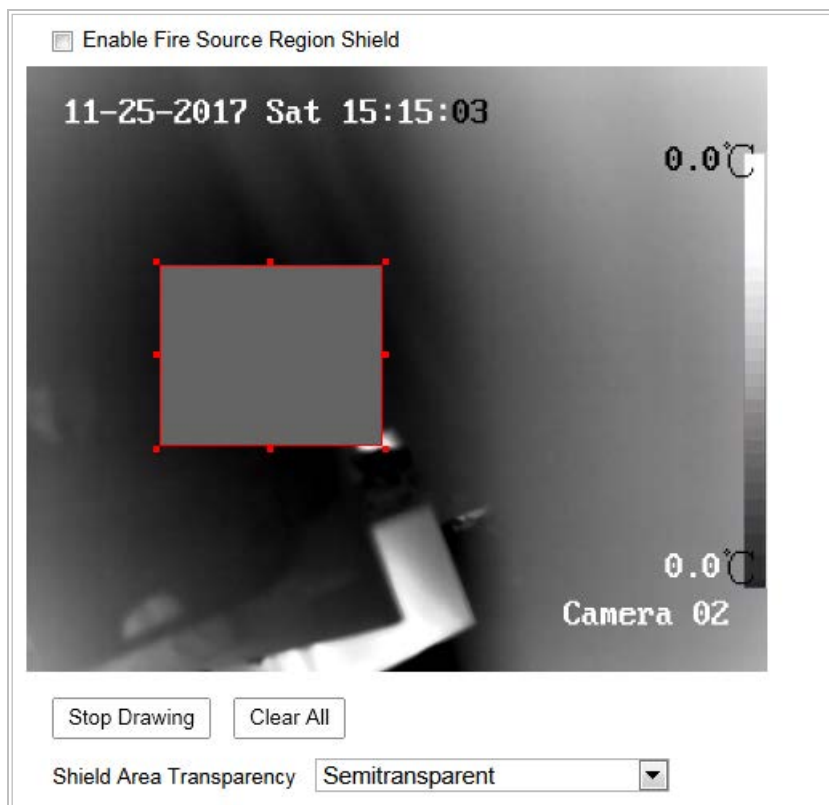 Enable Fire Source Region Shield
11-25-2017 Sat 15:15:03
0.0℃
0.0℃
Camera 02
Stop Drawing Clear All
Shield Area Transparency Semitransparent